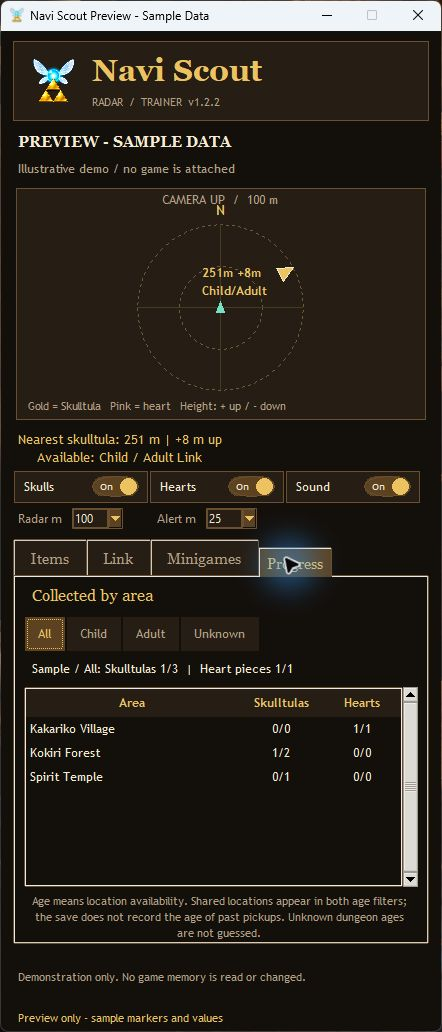 Navi Scout Preview - Sample Data
Navi Scout
RADAR / TRAINER v1.2.2
PREVIEW - SAMPLE DATA
Illustrative demo / no game is attached
CAMERA UP / 100 m
N
251m +8m
Child/Adult
Gold = Skulltula Pink = heart Height: + up / - down
Nearest skulltula: 251 m | +8 m up
Available: Child / Adult Link
Skulls On Hearts On Sound On
Radar m 100 Alert m 25
Items Link Minigames Progress
Collected by area
All Child Adult Unknown
Sample / All: Skulltulas 1/3 | Heart pieces 1/1
Area Skulltulas Hearts
Kakariko Village 0/0 1/1
Kokiri Forest 1/2 0/0
Spirit Temple 0/1 0/0
Age means location availability. Shared locations appear in both age filters;
the save does not record the age of past pickups. Unknown dungeon ages
are not guessed.
Demonstration only. No game memory is read or changed.
Preview only - sample markers and values